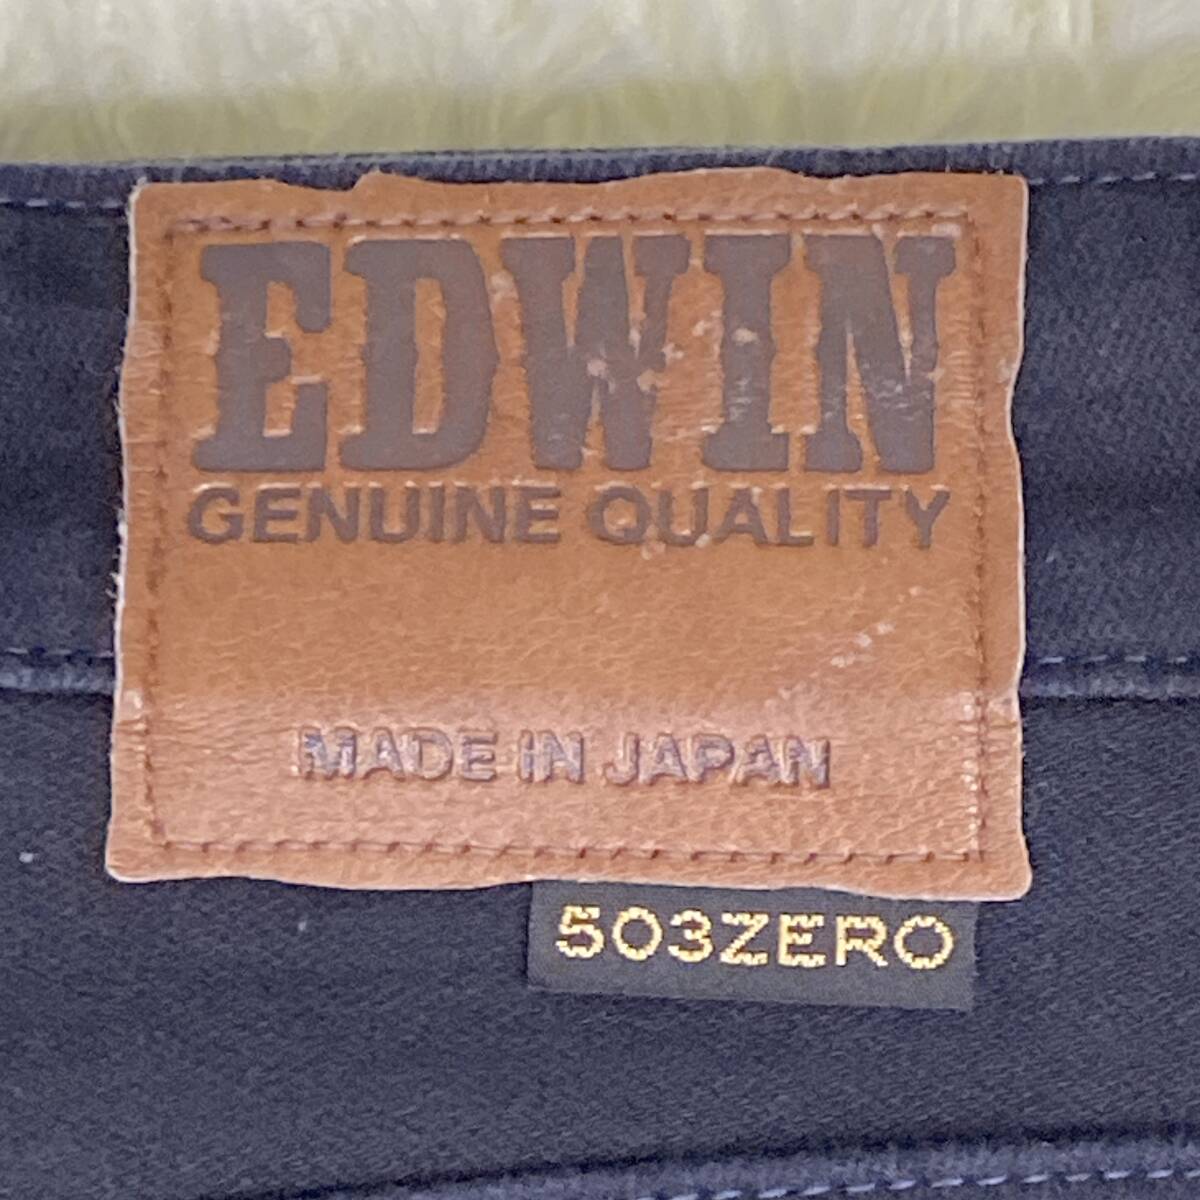 EDWIN
GENUINE QUALITY
MADE IN JAPAN
503ZERO